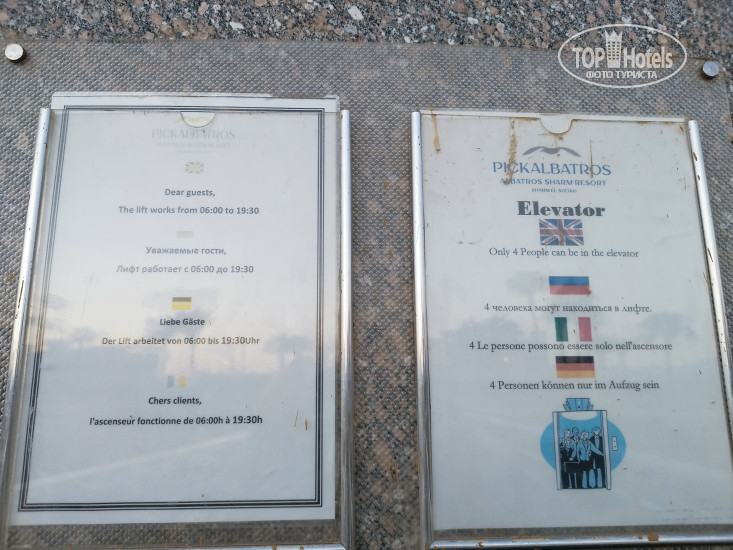 TOP Hotels
ФОТО ТУРИСТА
PICKALBATROS
Dear guests,
The lift works from 06:00 to 19:30
Уважаемые гости,
Лифт работает с 06:00 до 19:30
Liebe Gäste
Der Lift arbeitet von 06:00 bis 19:30Uhr
Chers clients,
l'ascenseur fonctionne de 06:00h à 19:30h
PICKALBATROS
ALBATROS SHARM RESORT
Elevator
Only 4 People can be in the elevator
4 человека могут находиться в лифте.
4 Le persone possono essere solo nell'ascensore
4 Personen können nur im Aufzug sein